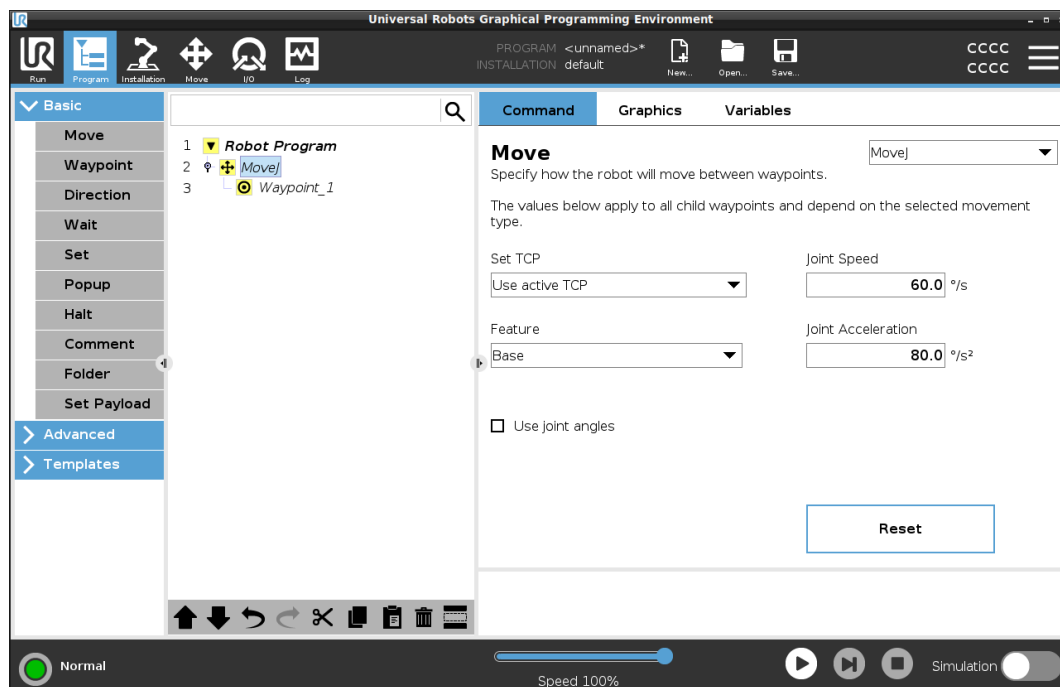 Universal Robots Graphical Programming Environment
UR
Run
Program
Installation
Move
I/O
Log
PROGRAM <unnamed>*
INSTALLATION default
New...
Open...
Save...
CCCC
CCCC
Basic
Move
Waypoint
Direction
Wait
Set
Popup
Halt
Comment
Folder
Set Payload
Advanced
Templates
1 Robot Program
2 MoveJ
3 Waypoint_1
Command Graphics Variables
Move
MoveJ
Specify how the robot will move between waypoints.
The values below apply to all child waypoints and depend on the selected movement
type.
Set TCP
Use active TCP
Joint Speed
60.0 °/s
Feature
Base
Joint Acceleration
80.0 °/s²
Use joint angles
Reset
Normal
Speed 100%
Simulation